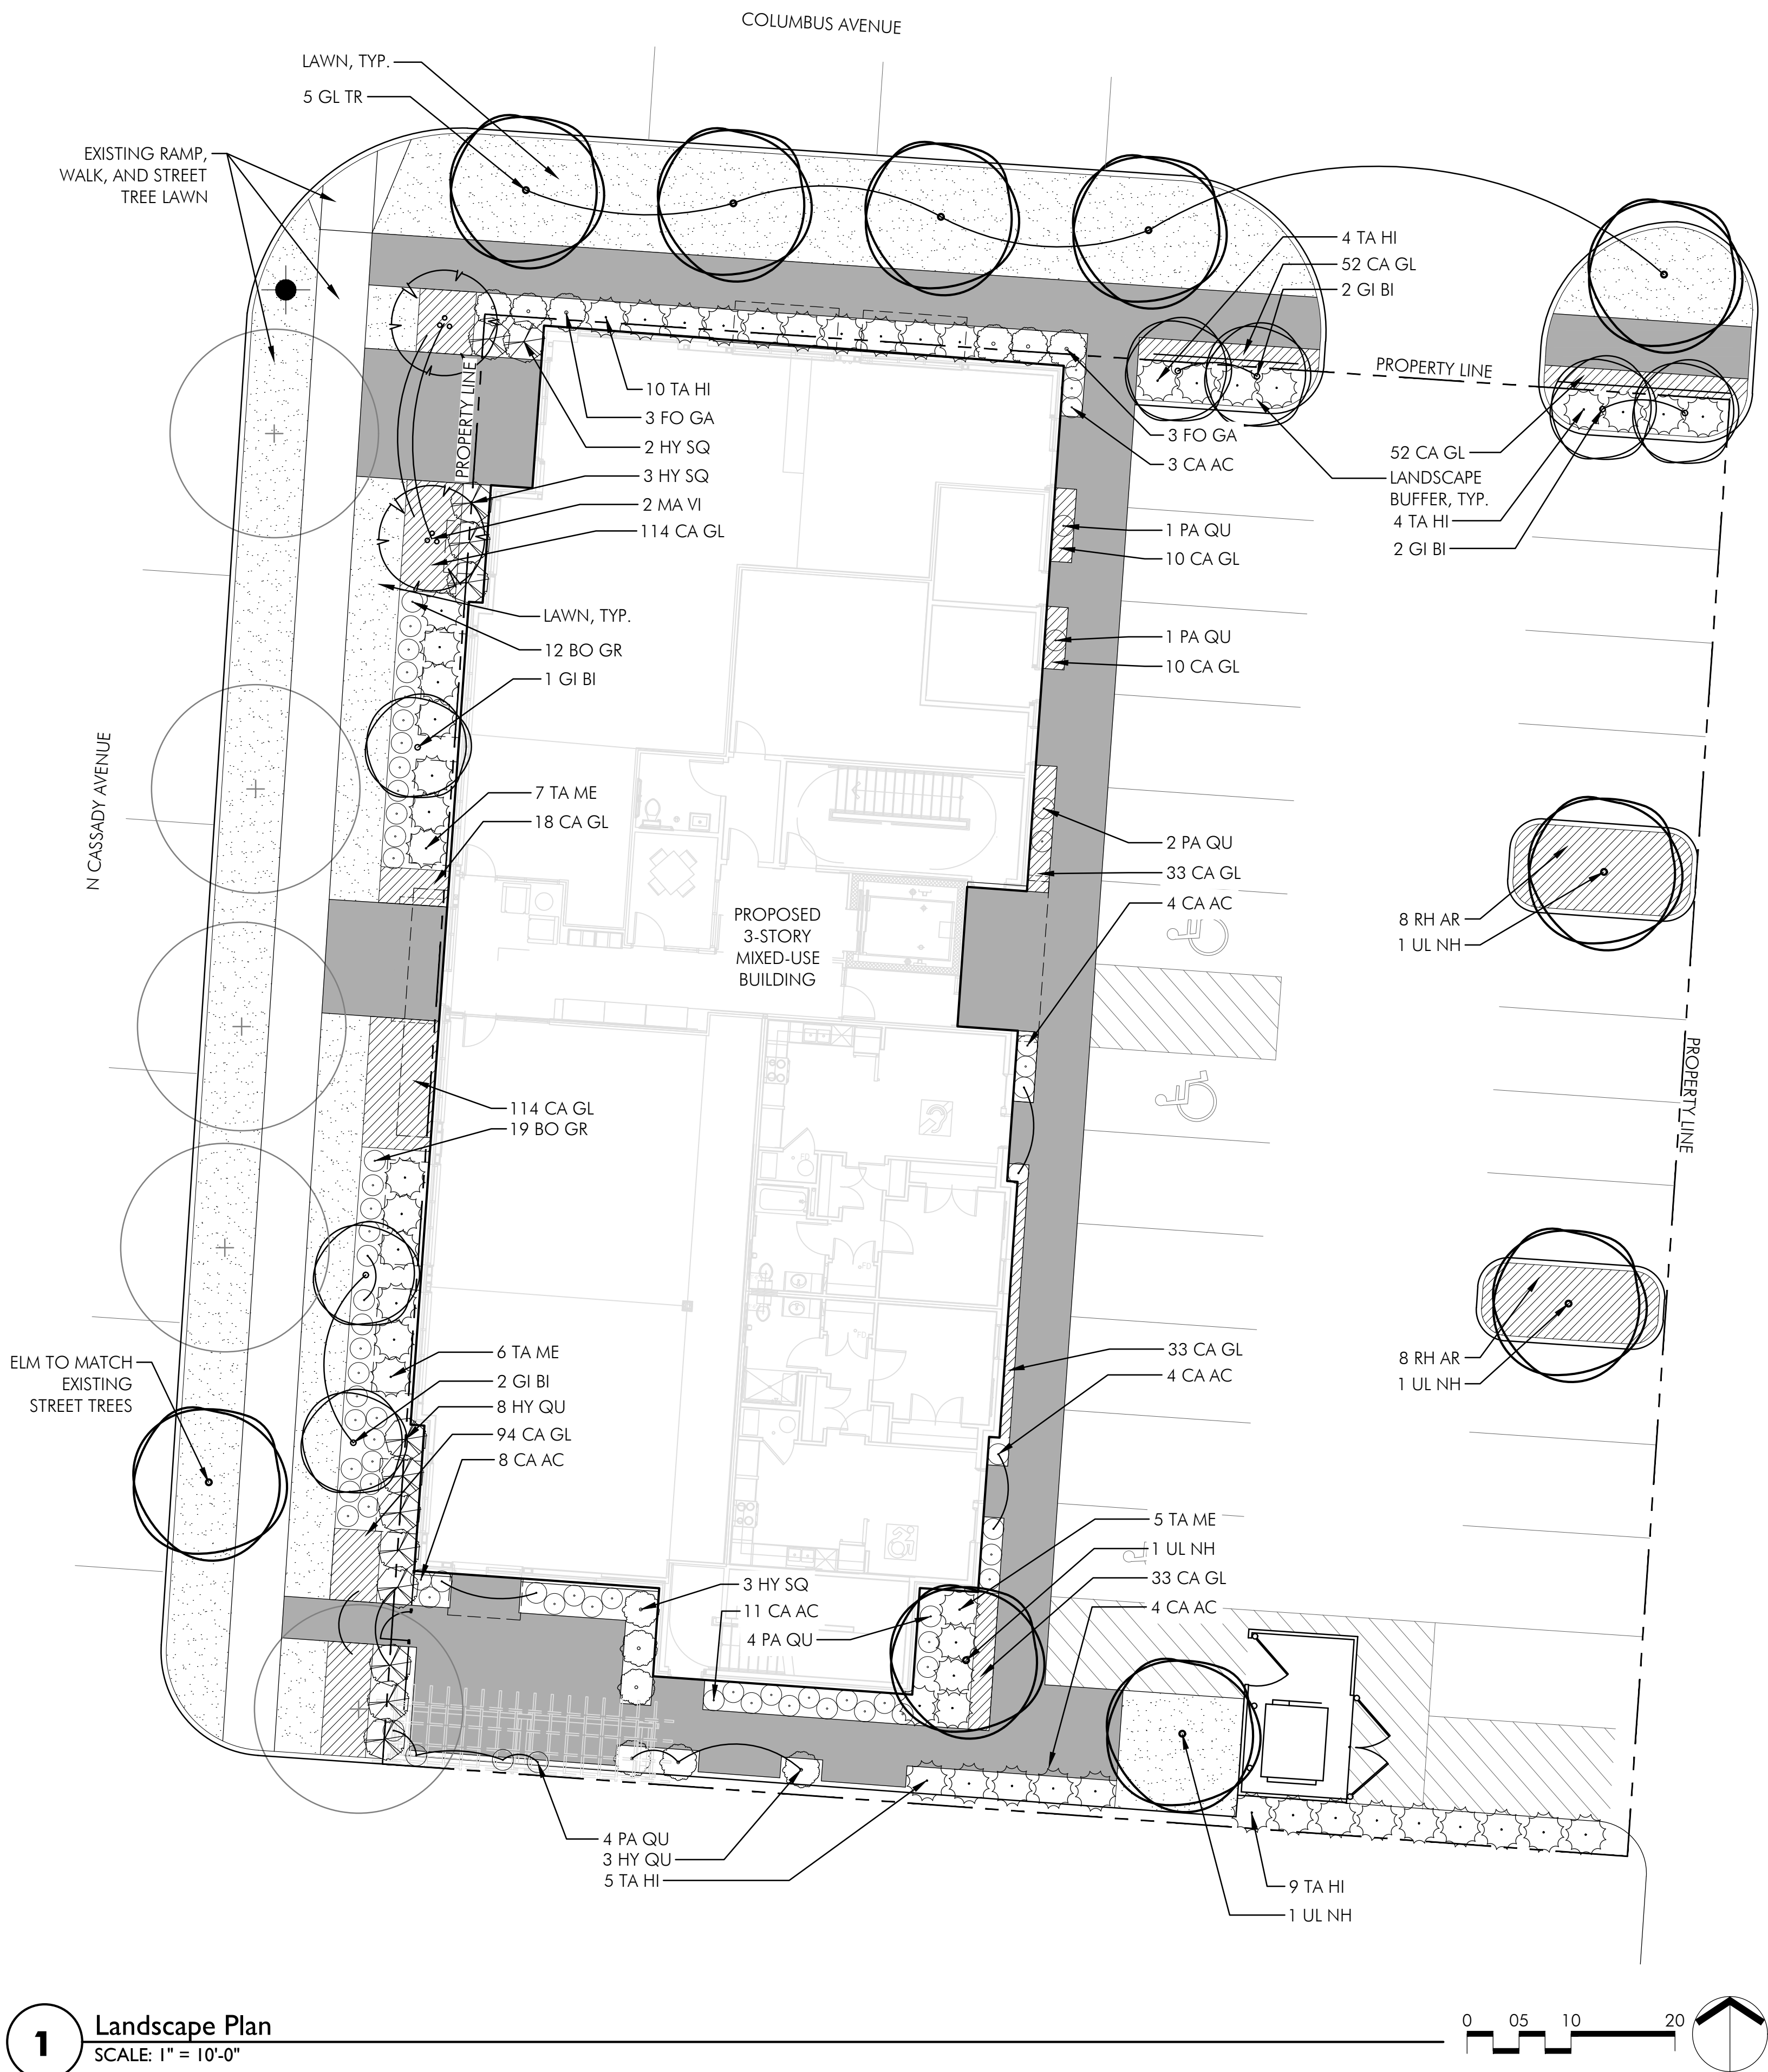 COLUMBUS AVENUE
LAWN, TYP.
5 GL TR
EXISTING RAMP,
WALK, AND STREET
TREE LAWN
4 TA HI
52 CA GL
2 GI BI
PROPERTY LINE
PROPERTY LINE
10 TA HI
3 FO GA
2 HY SQ
3 HY SQ
2 MA VI
114 CA GL
3 FO GA
3 CA AC
52 CA GL
LANDSCAPE
BUFFER, TYP.
4 TA HI
2 GI BI
1 PA QU
10 CA GL
LAWN, TYP.
12 BO GR
1 GI BI
1 PA QU
10 CA GL
N CASSADY AVENUE
7 TA ME
18 CA GL
2 PA QU
33 CA GL
4 CA AC
PROPOSED
3-STORY
MIXED-USE
BUILDING
8 RH AR
1 UL NH
PROPERTY LINE
114 CA GL
19 BO GR
FD
FD
FD
FD
ELM TO MATCH
EXISTING
STREET TREES
6 TA ME
2 GI BI
8 HY QU
94 CA GL
8 CA AC
33 CA GL
4 CA AC
8 RH AR
1 UL NH
5 TA ME
1 UL NH
33 CA GL
4 CA AC
3 HY SQ
11 CA AC
4 PA QU
4 PA QU
3 HY QU
5 TA HI
9 TA HI
1 UL NH
1
Landscape Plan
SCALE: 1" = 10'-0"
0 05 10 20